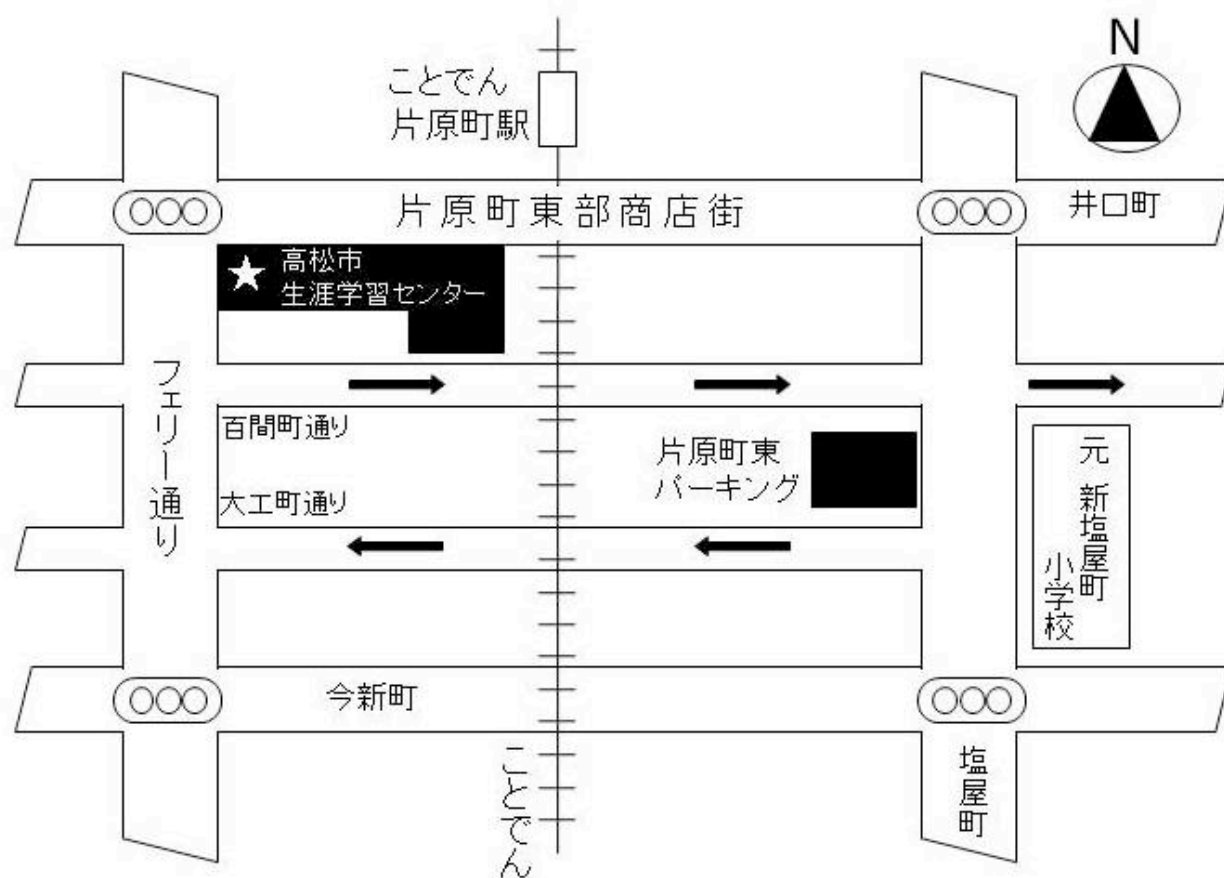 N
ことでん
片原町駅
片原町東部商店街
井口町
★高松市
生涯学習センター
フェリー通り
百間町通り
大工町通り
片原町東
パーキング
元 新塩屋町
小学校
今新町
ことでん
塩屋町